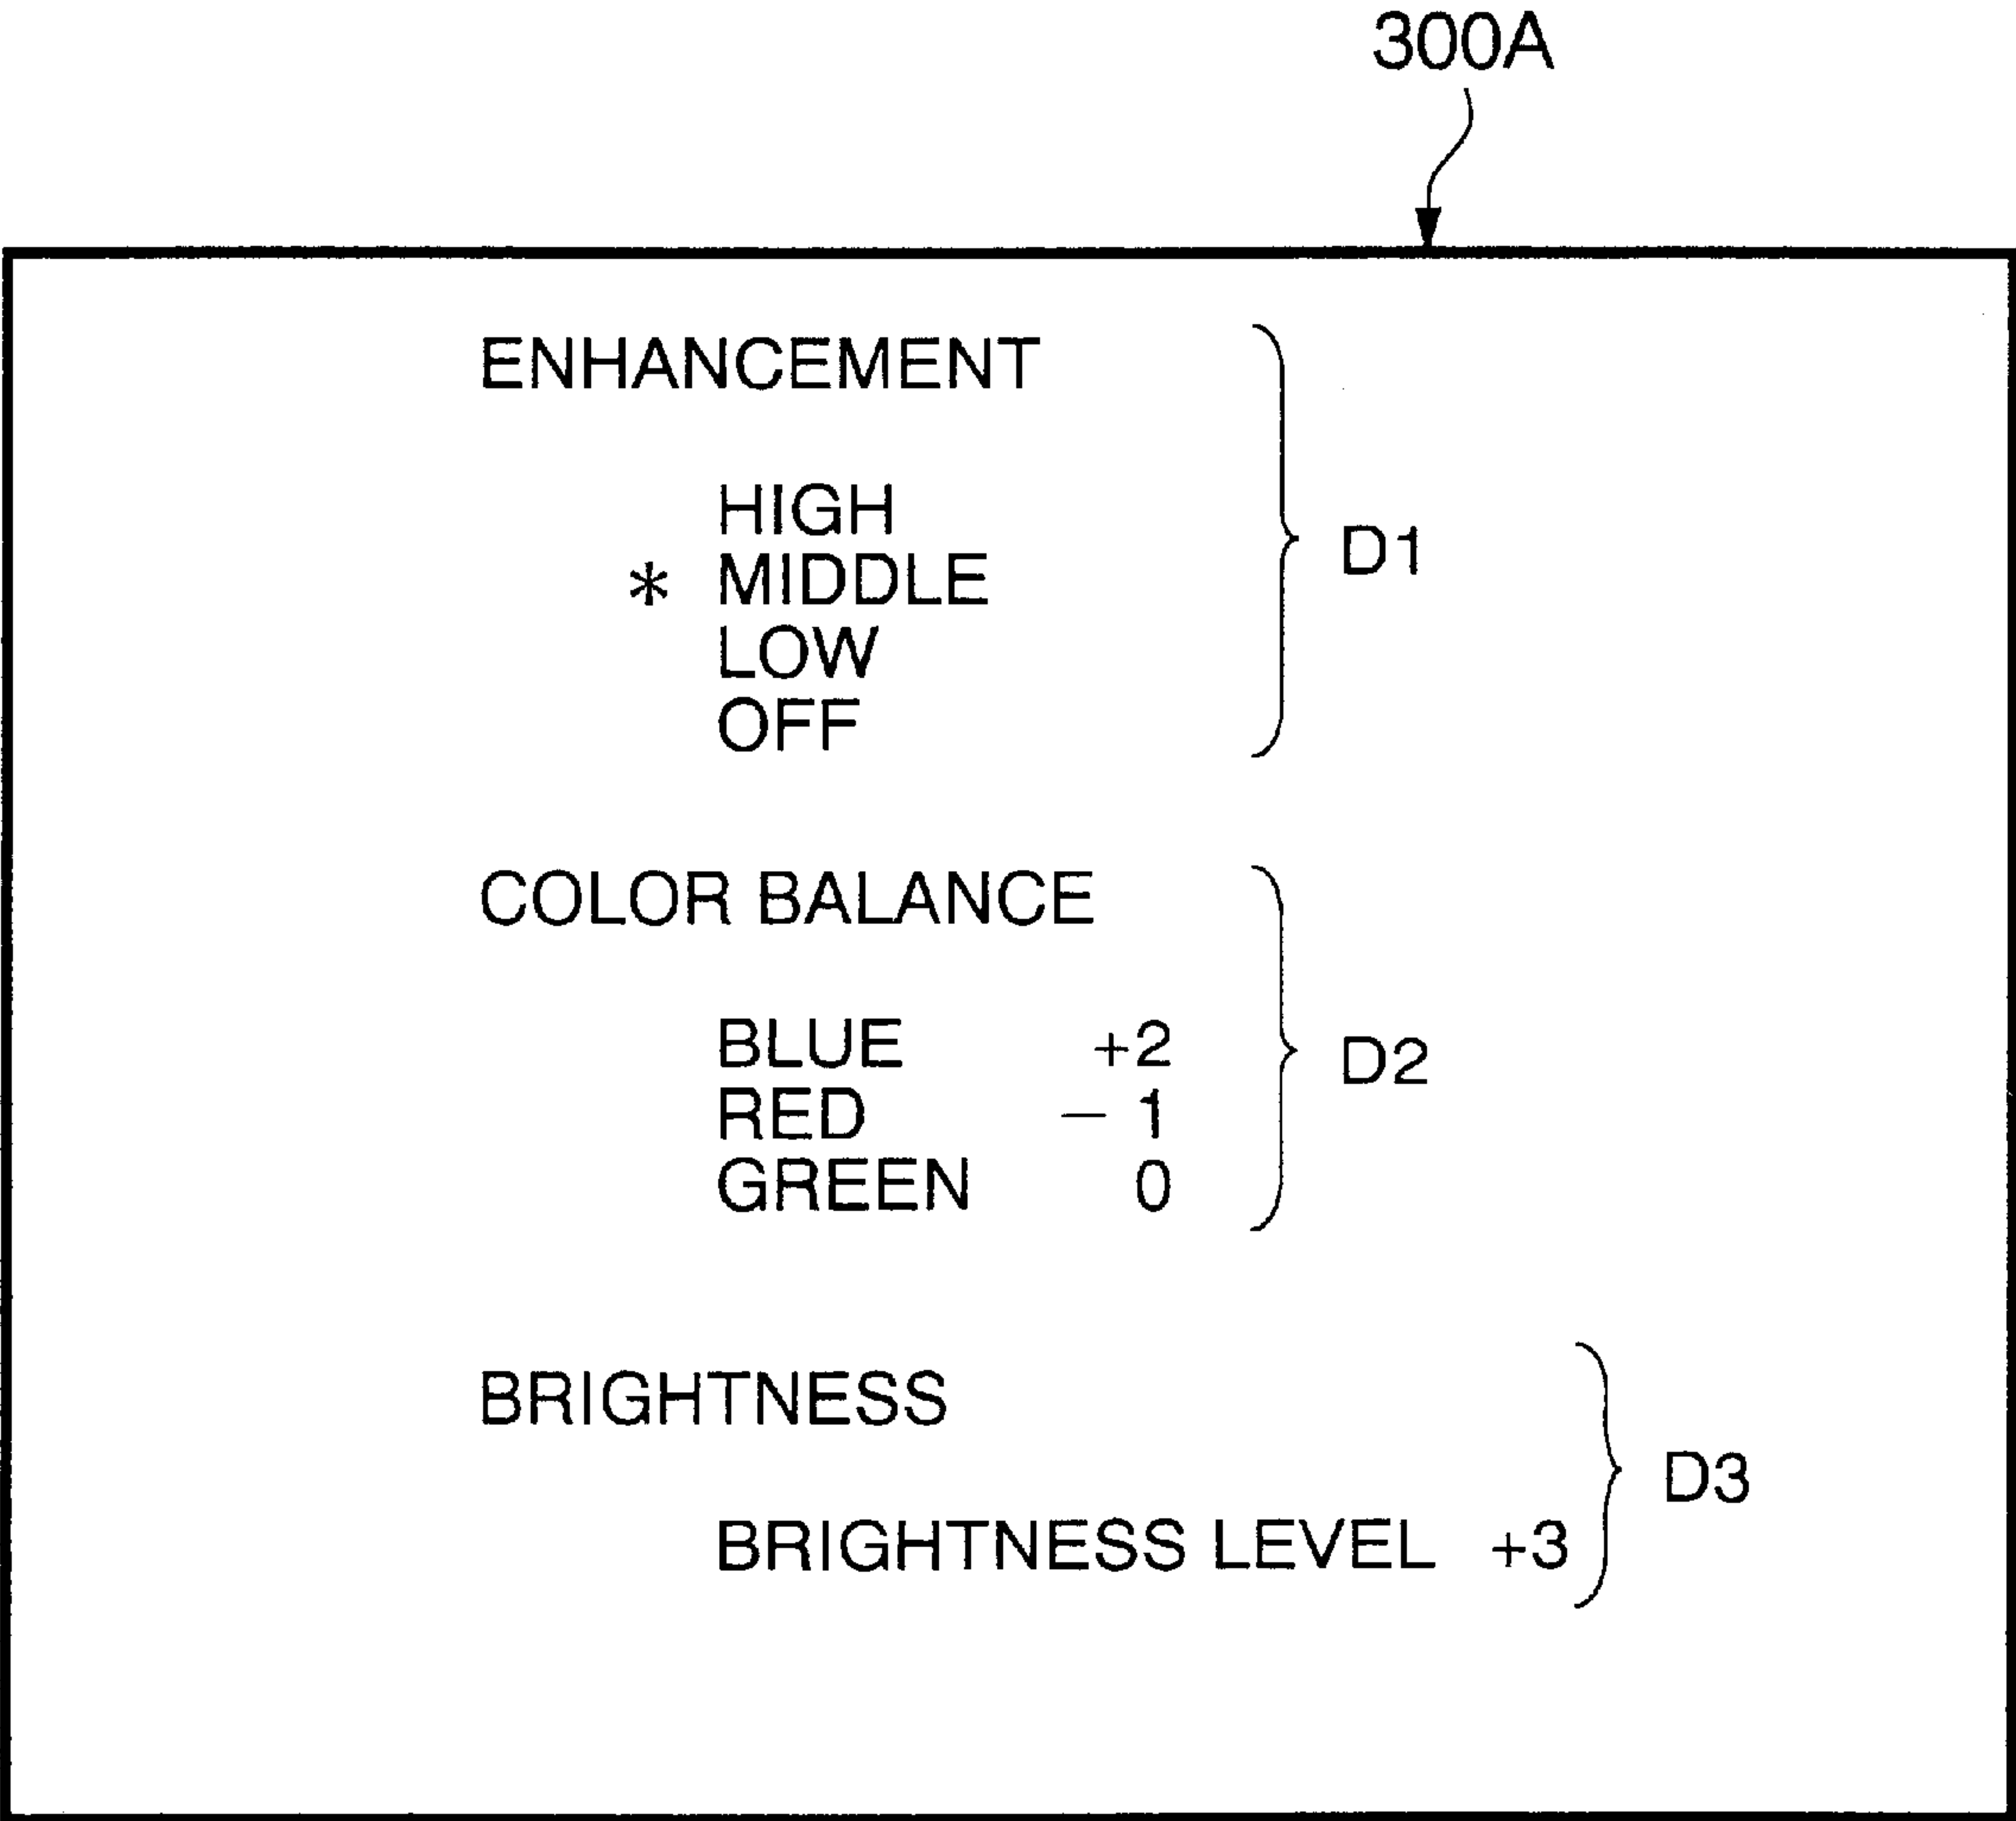 300A
ENHANCEMENT
HIGH
* MIDDLE D1
LOW
OFF
COLOR BALANCE
BLUE +2 D2
RED − 1
GREEN 0
BRIGHTNESS
D3
BRIGHTNESS LEVEL +3